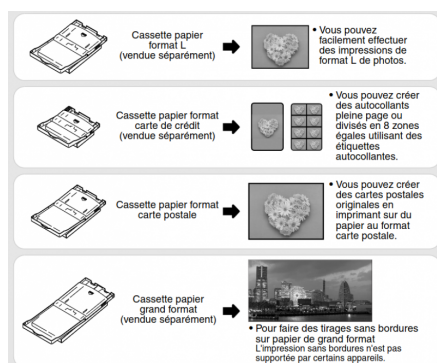 Cassette papier
format L
(vendue séparément)
• Vous pouvez
facilement effectuer
des impressions de
format L de photos.
Cassette papier format
carte de crédit
(vendue séparément)
• Vous pouvez créer
des autocollants
pleine page ou
divisés en 8 zones
égales utilisant des
étiquettes
autocollantes.
Cassette papier format
carte postale
• Vous pouvez créer
des cartes postales
originales en
imprimant sur du
papier au format
carte postale.
Cassette papier
grand format
(vendue séparément)
• Pour faire des tirages sans bordures
sur papier de grand format
L'impression sans bordures n'est pas
supportée par certains appareils.